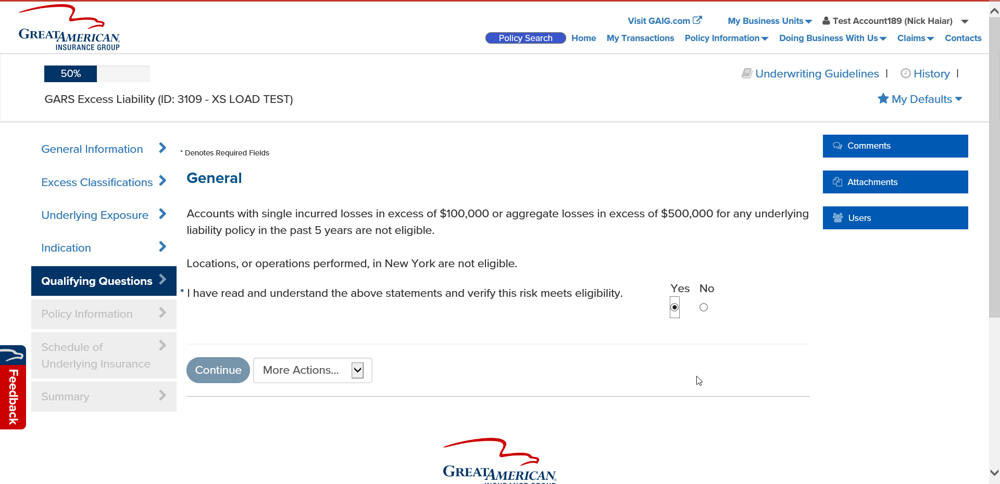 GREATAMERICAN.
INSURANCE GROUP
Visit GAIG.com
My Business Units
Test Account189 (Nick Haiar)
Policy Search
Home
My Transactions
Policy Information
Doing Business With Us
Claims
Contacts
50%
Underwriting Guidelines |
History |
GARS Excess Liability (ID: 3109 - XS LOAD TEST)
My Defaults
General Information
Excess Classifications
Underlying Exposure
Indication
Qualifying Questions
Policy Information
Schedule of
Underlying Insurance
Summary
Feedback
* Denotes Required Fields
General
Accounts with single incurred losses in excess of $100,000 or aggregate losses in excess of $500,000 for any underlying
liability policy in the past 5 years are not eligible.
Locations, or operations performed, in New York are not eligible.
* I have read and understand the above statements and verify this risk meets eligibility.
Yes No
Continue
More Actions...
Comments
Attachments
Users
GREATAMERICAN.
INSURANCE GROUP